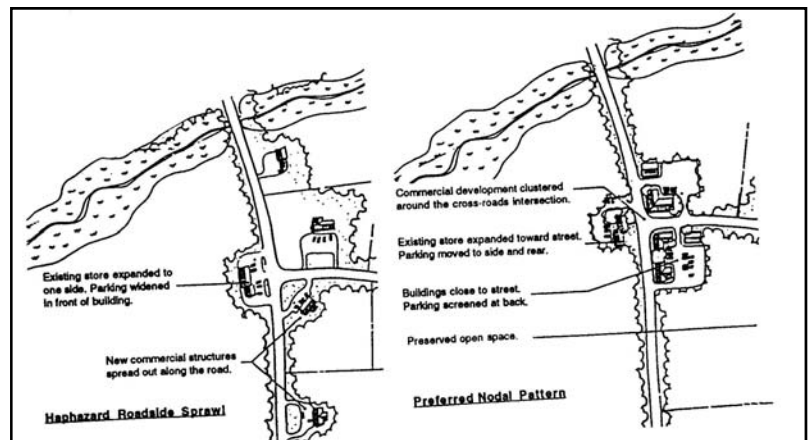 Existing store expanded to
one side. Parking widened
in front of building.
New commercial structures
spread out along the road.
Haphazard Roadside Sprawl
Commercial development clustered
around the cross-roads intersection.
Existing store expanded toward street.
Parking moved to side and rear.
Buildings close to street.
Parking screened at back.
Preserved open space.
Preferred Nodal Pattern